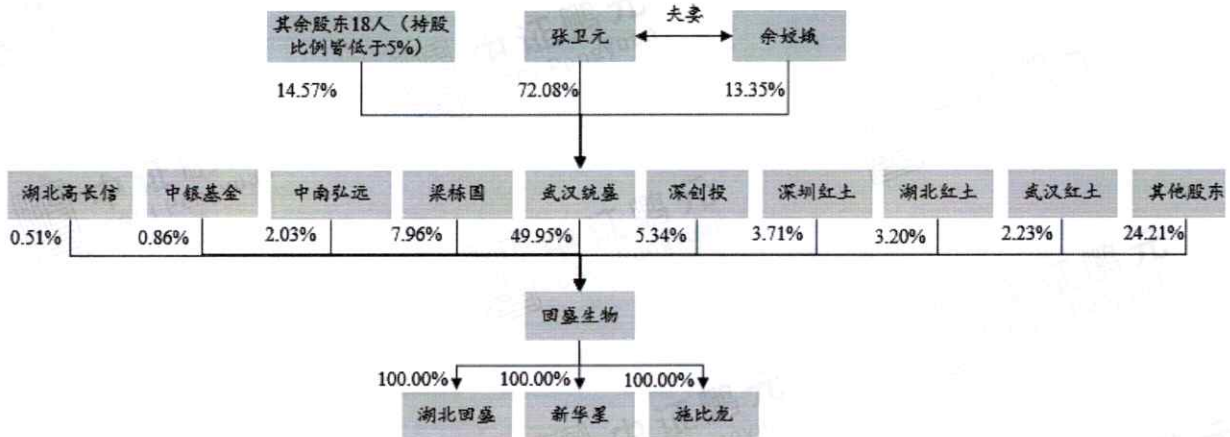 其余股东18人（持股
比例皆低于5%）
张卫元
夫妻
余姣娥
14.57%
72.08%
13.35%
湖北高长信
中银基金
中南弘远
梁栋国
武汉统盛
深创投
深圳红土
湖北红土
武汉红土
其他股东
0.51%
0.86%
2.03%
7.96%
49.95%
5.34%
3.71%
3.20%
2.23%
24.21%
回盛生物
100.00%
100.00%
100.00%
湖北回盛
新华星
施比龙